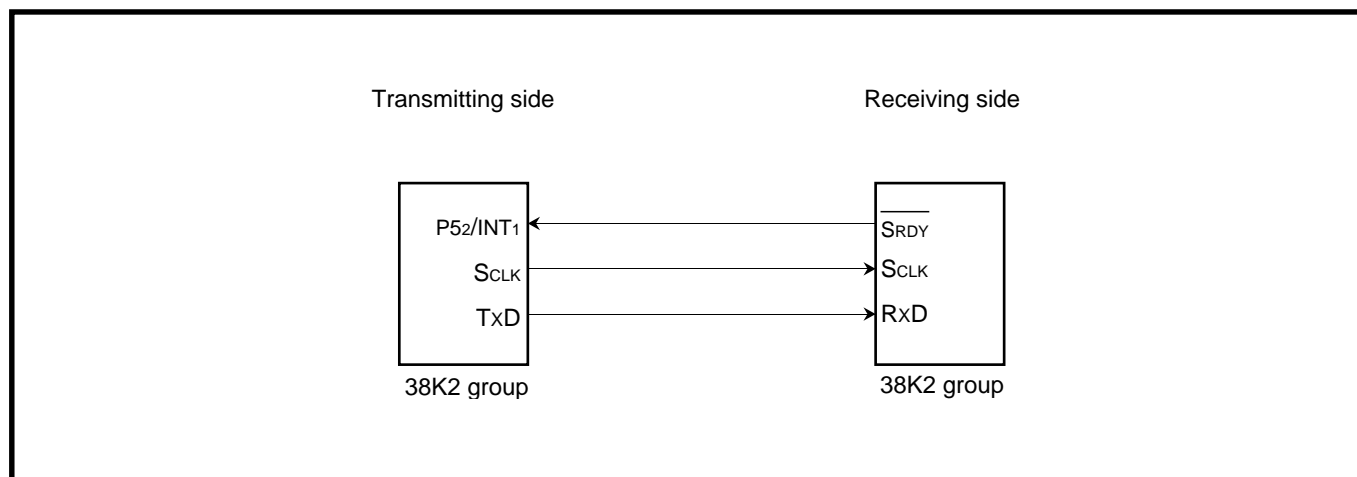 Transmitting side
Receiving side
P52/INT1
SCLK
TXD
SRDY
SCLK
RXD
38K2 group
38K2 group